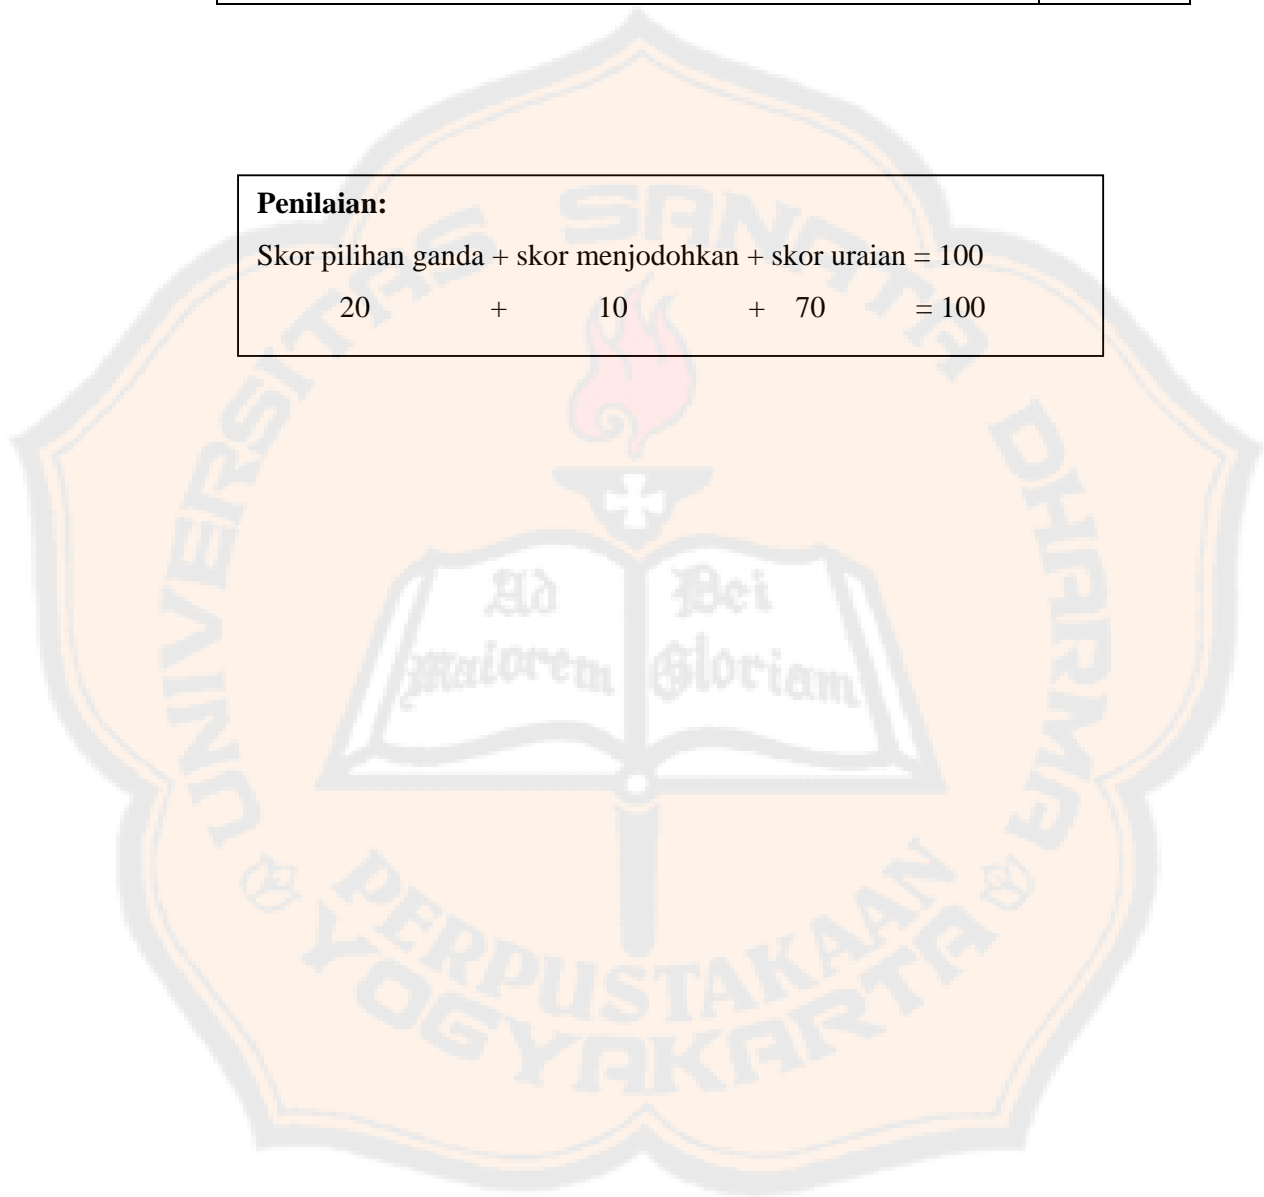 Penilaian:
Skor pilihan ganda + skor menjodohkan + skor uraian = 100
20 + 10 + 70 = 100
UNIVERSITAS SANATA DHARMA
Ad Dei
Maiorem Gloriam
PERPUSTAKAAN
YOGYAKARTA